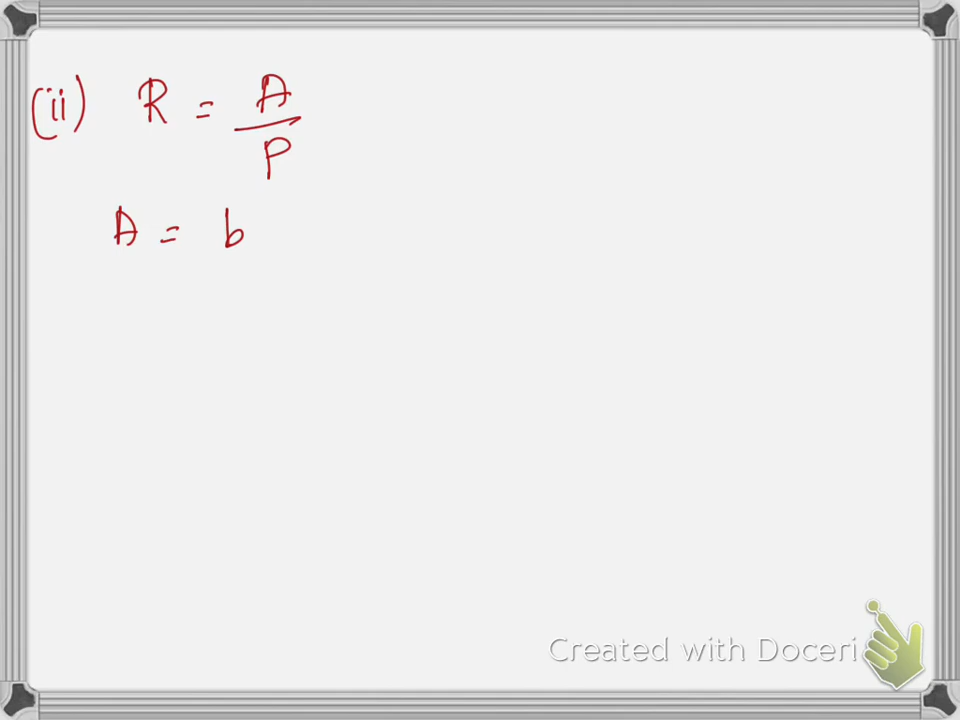 (ii) R = A/P
A = b
Created with Doceri